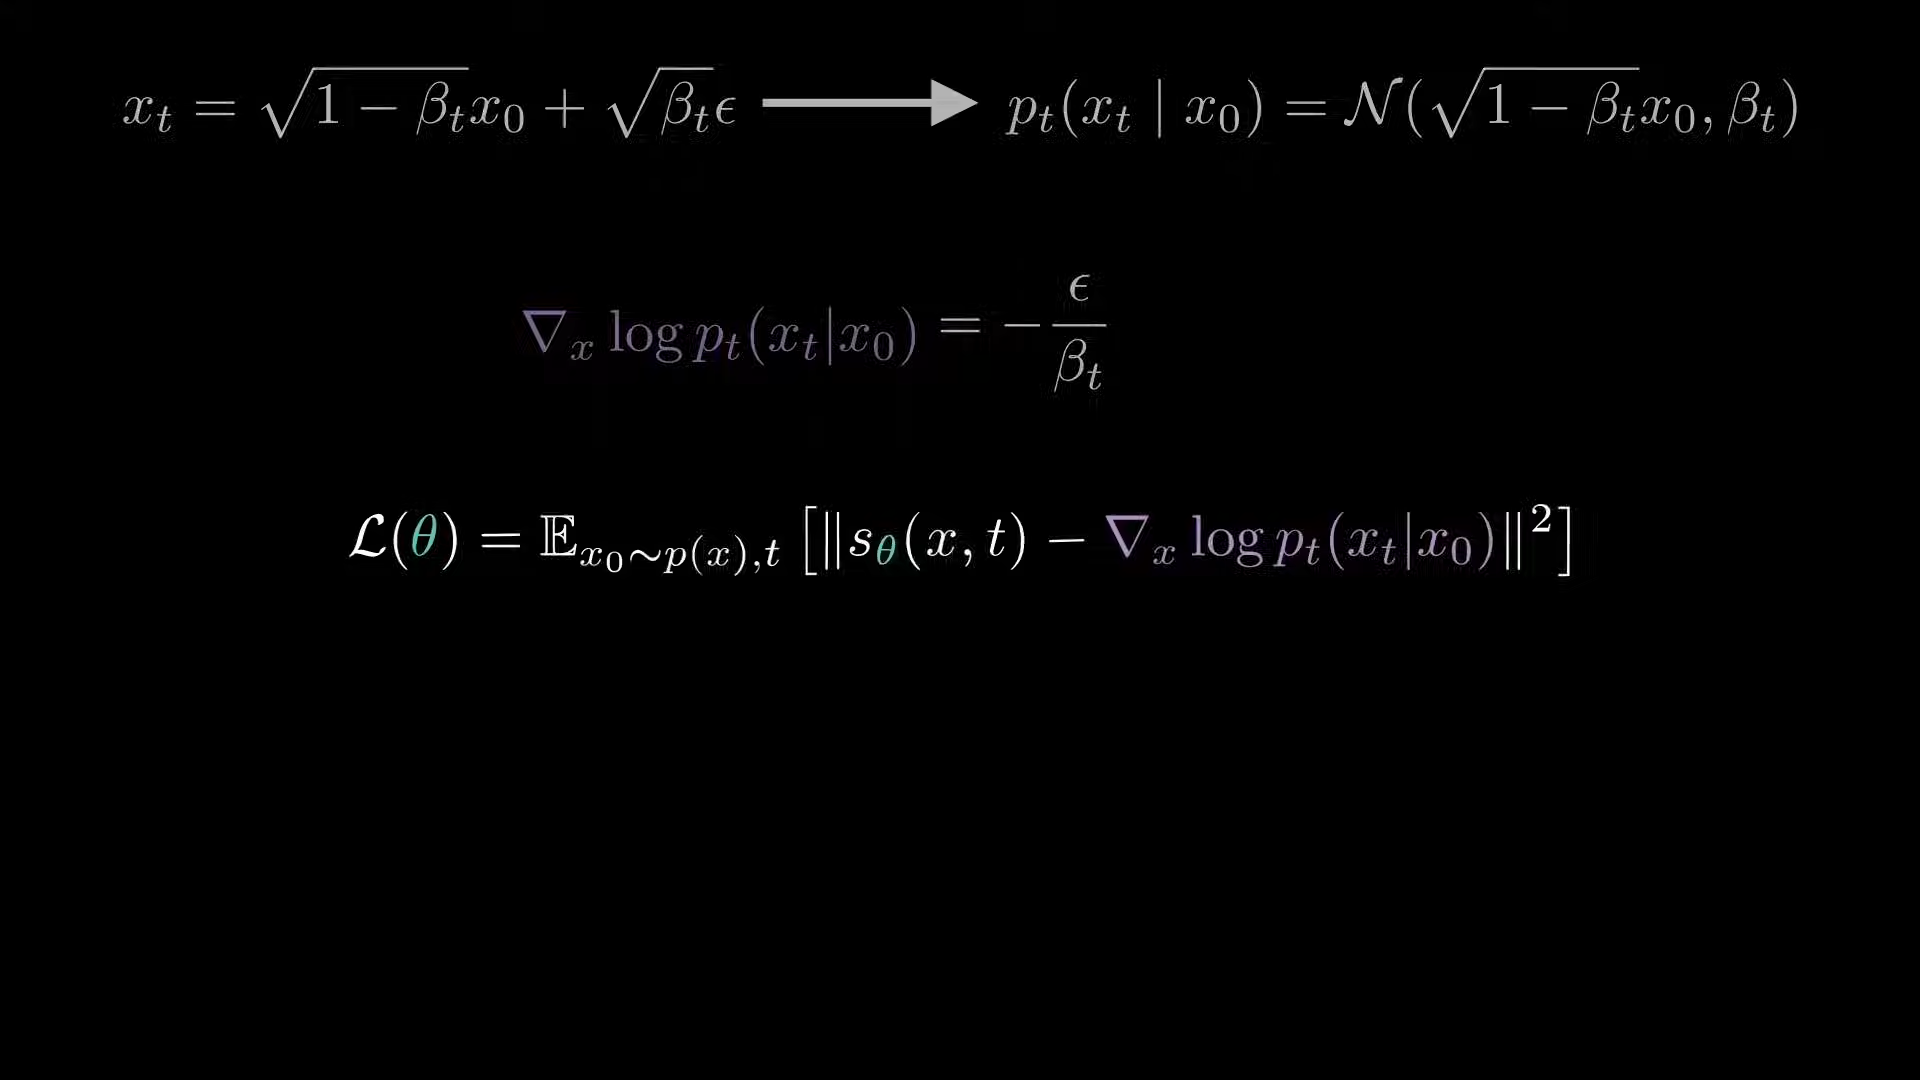 $x_t = \sqrt{1 - \beta_t} x_0 + \sqrt{\beta_t} \epsilon \longrightarrow p_t(x_t \mid x_0) = \mathcal{N}(\sqrt{1 - \beta_t} x_0, \beta_t)$
$\nabla_x \log p_t(x_t | x_0) = -\frac{\epsilon}{\beta_t}$
$\mathcal{L}(\theta) = \mathbb{E}_{x_0 \sim p(x), t} \left[ \| s_\theta(x, t) - \nabla_x \log p_t(x_t | x_0) \|^2 \right]$